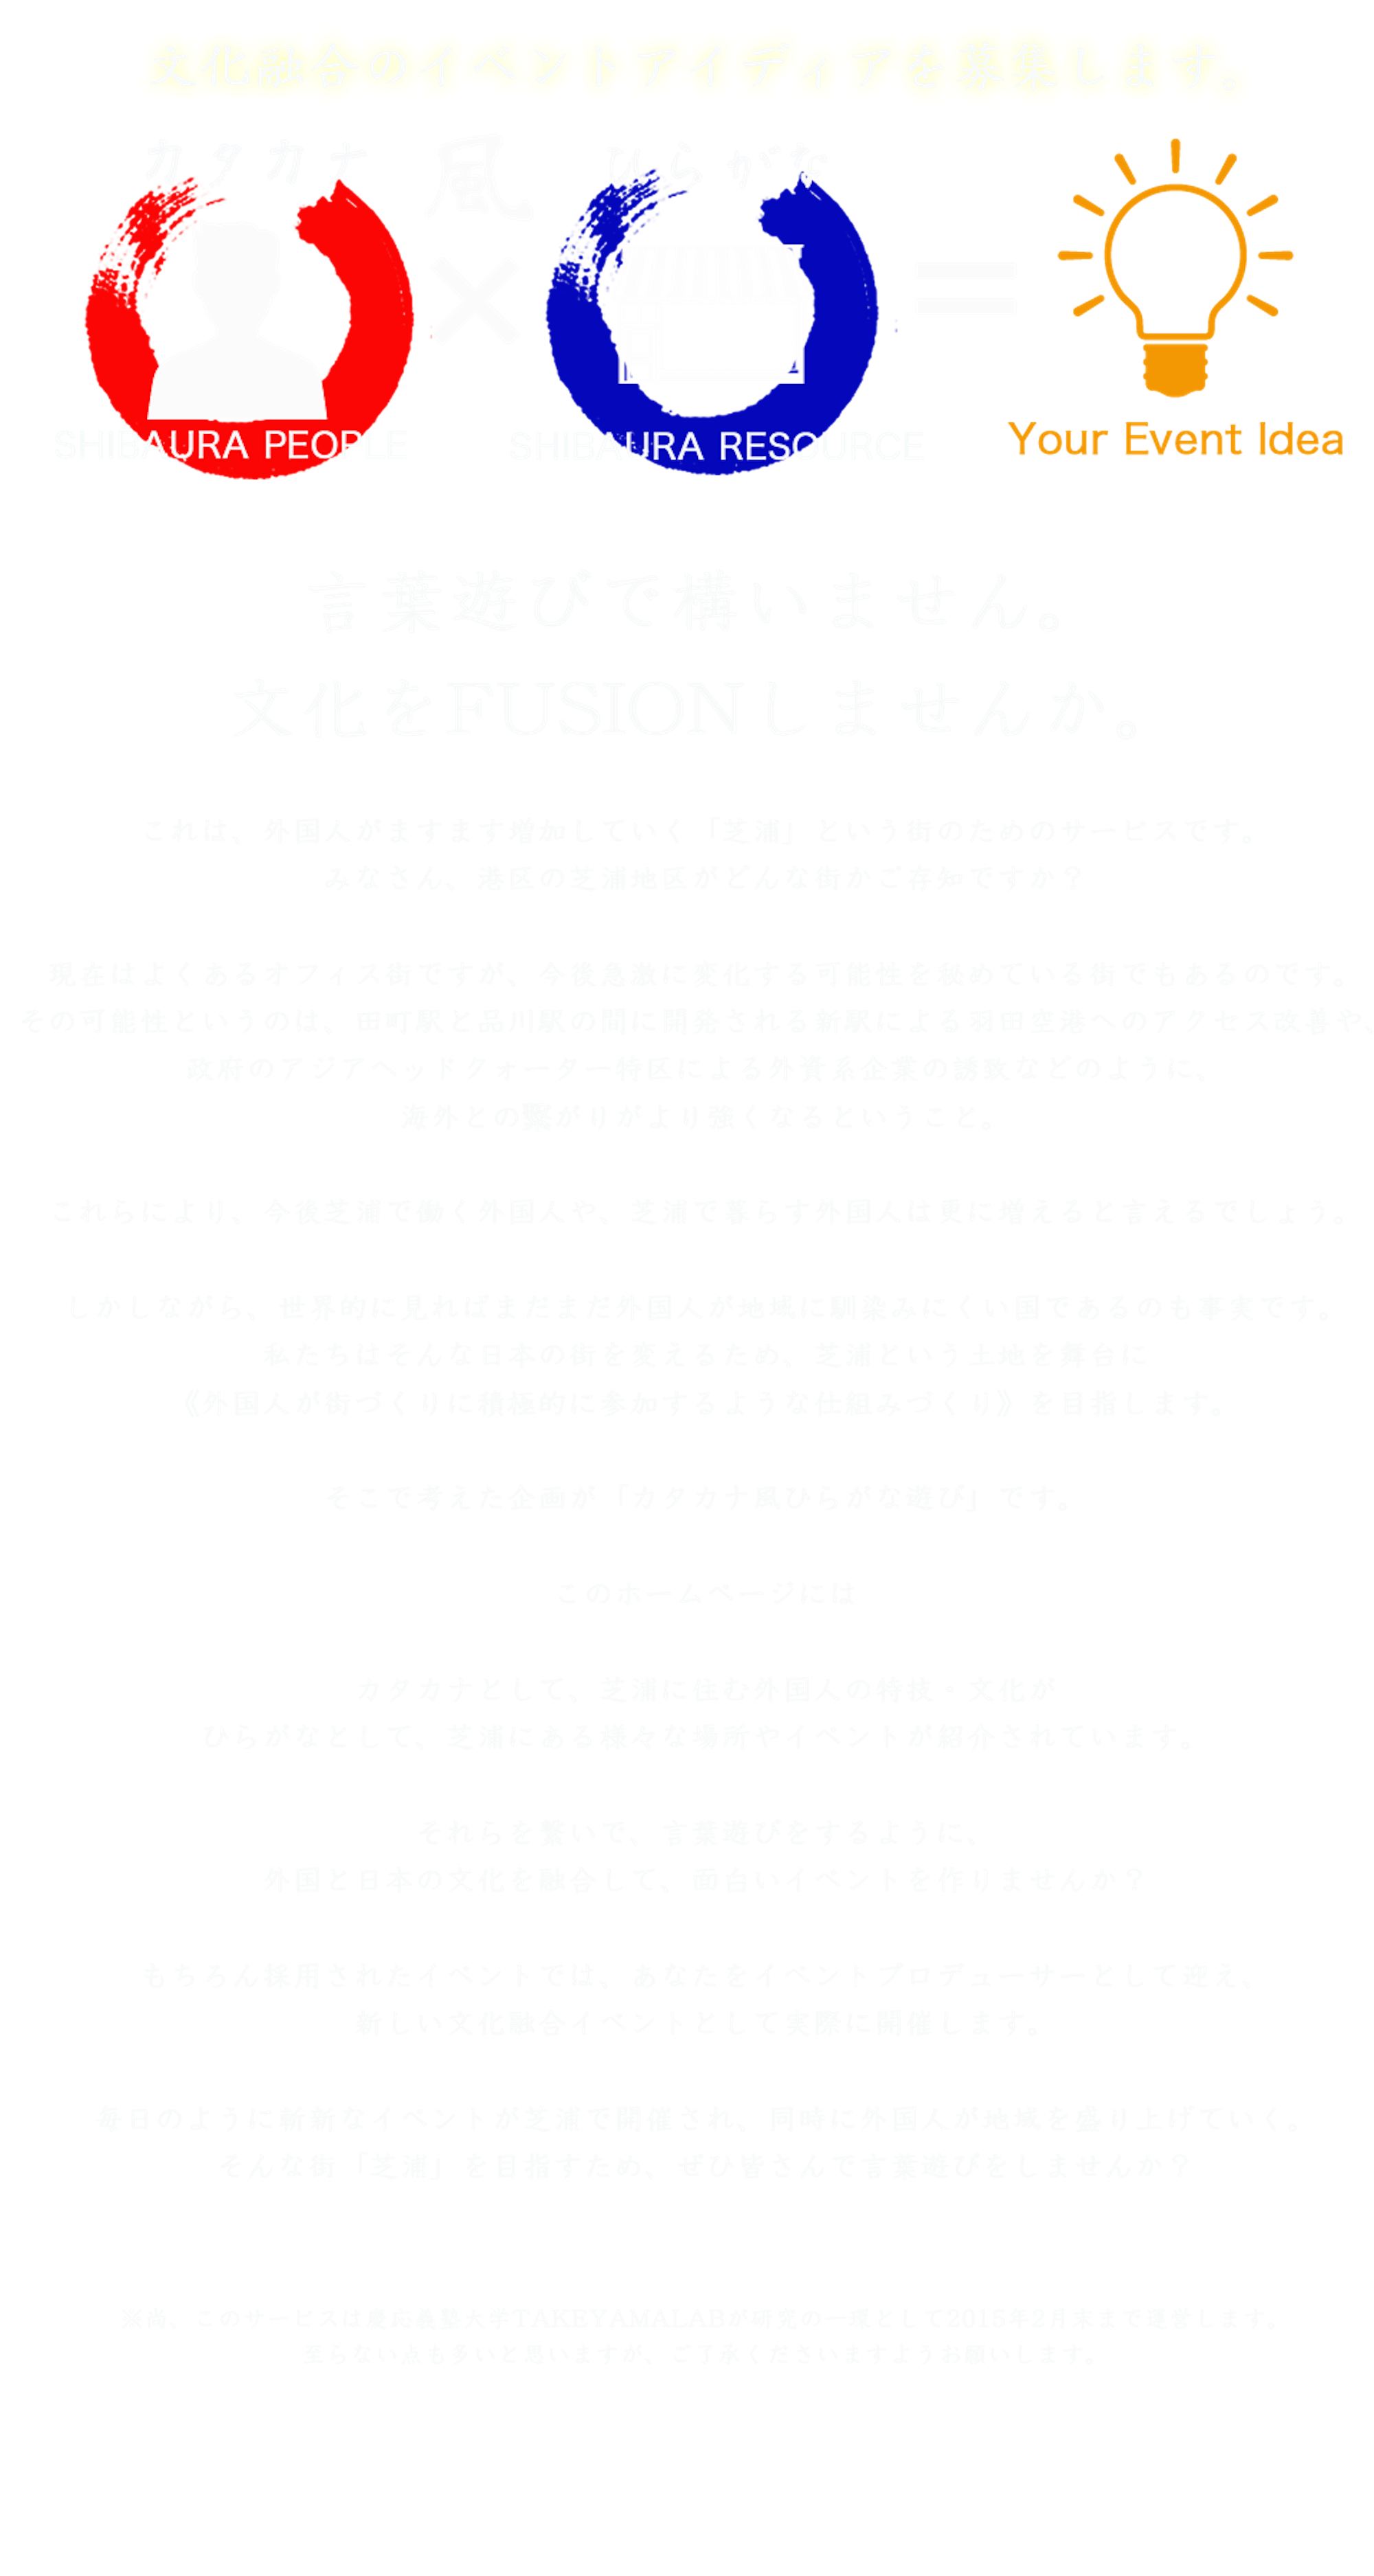 文化融合のイベントアイディアを募集します。
カタカナ 風 ひらがな
× =
SHIBAURA PEOPLE SHIBAURA RESOURCE Your Event Idea
言葉遊びで構いません。
文化をFUSIONしませんか。
これは、外国人がますます増加していく「芝浦」という街のためのサービスです。
みなさん、港区の芝浦地区がどんな街かご存知ですか？
現在はよくあるオフィス街ですが、今後急激に変化する可能性を秘めている街でもあるのです。
その可能性というのは、田町駅と品川駅の間に開発される新駅による羽田空港へのアクセス改善や、
政府のアジアヘッドクォーター特区による外資系企業の誘致などのように、
海外との繋がりがより強くなるということ。
これらにより、今後芝浦で働く外国人や、芝浦で暮らす外国人は更に増えると言えるでしょう。
しかしながら、世界的に見ればまだまだ外国人が地域に馴染みにくい国であるのも事実です。
私たちはそんな日本の街を変えるため、芝浦という土地を舞台に
《外国人が街づくりに積極的に参加するような仕組みづくり》を目指します。
そこで考えた企画が「カタカナ風ひらがな遊び」です。
このホームページには
カタカナとして、芝浦に住む外国人の特技・文化が
ひらがなとして、芝浦にある様々な場所やイベントが紹介されています。
それらを繋いで、言葉遊びをするように、
外国と日本の文化を融合して、面白いイベントを作りませんか？
もちろん採用されたイベントでは、あなたをイベントプロデューサーとして迎え、
新しい文化融合イベントとして実際に開催します。
毎日のように斬新なイベントが芝浦で開催され、同時に外国人が地域を盛り上げていく。
そんな街「芝浦」を目指すため、ぜひ皆さんで言葉遊びをしませんか？
※尚、このサービスは慶応義塾大学TAKEYAMALABが研究の一環として2015年2月末まで運営します。
至らない点も多いと思いますが、ご了承くださいますようお願いします。